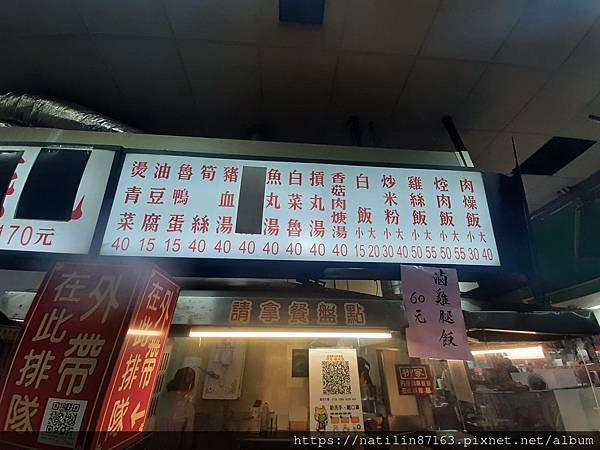 肉燥飯 小大 30 40
焢肉飯 小大 50 55
雞絲飯 小大 50 55
炒米粉 小大 30 40
白飯 小大 15 20
香菇肉焿湯 40
摃丸湯 40
白菜魯 40
魚丸湯 40
40
豬血湯 40
筍絲 40
魯鴨蛋 15
油豆腐 15
燙青菜 40
170元
滷雞腿飯
60元
請拿餐盤點
外帶
在此排隊
外帶
在此排隊
https://natilin87163.pixnet.net/album